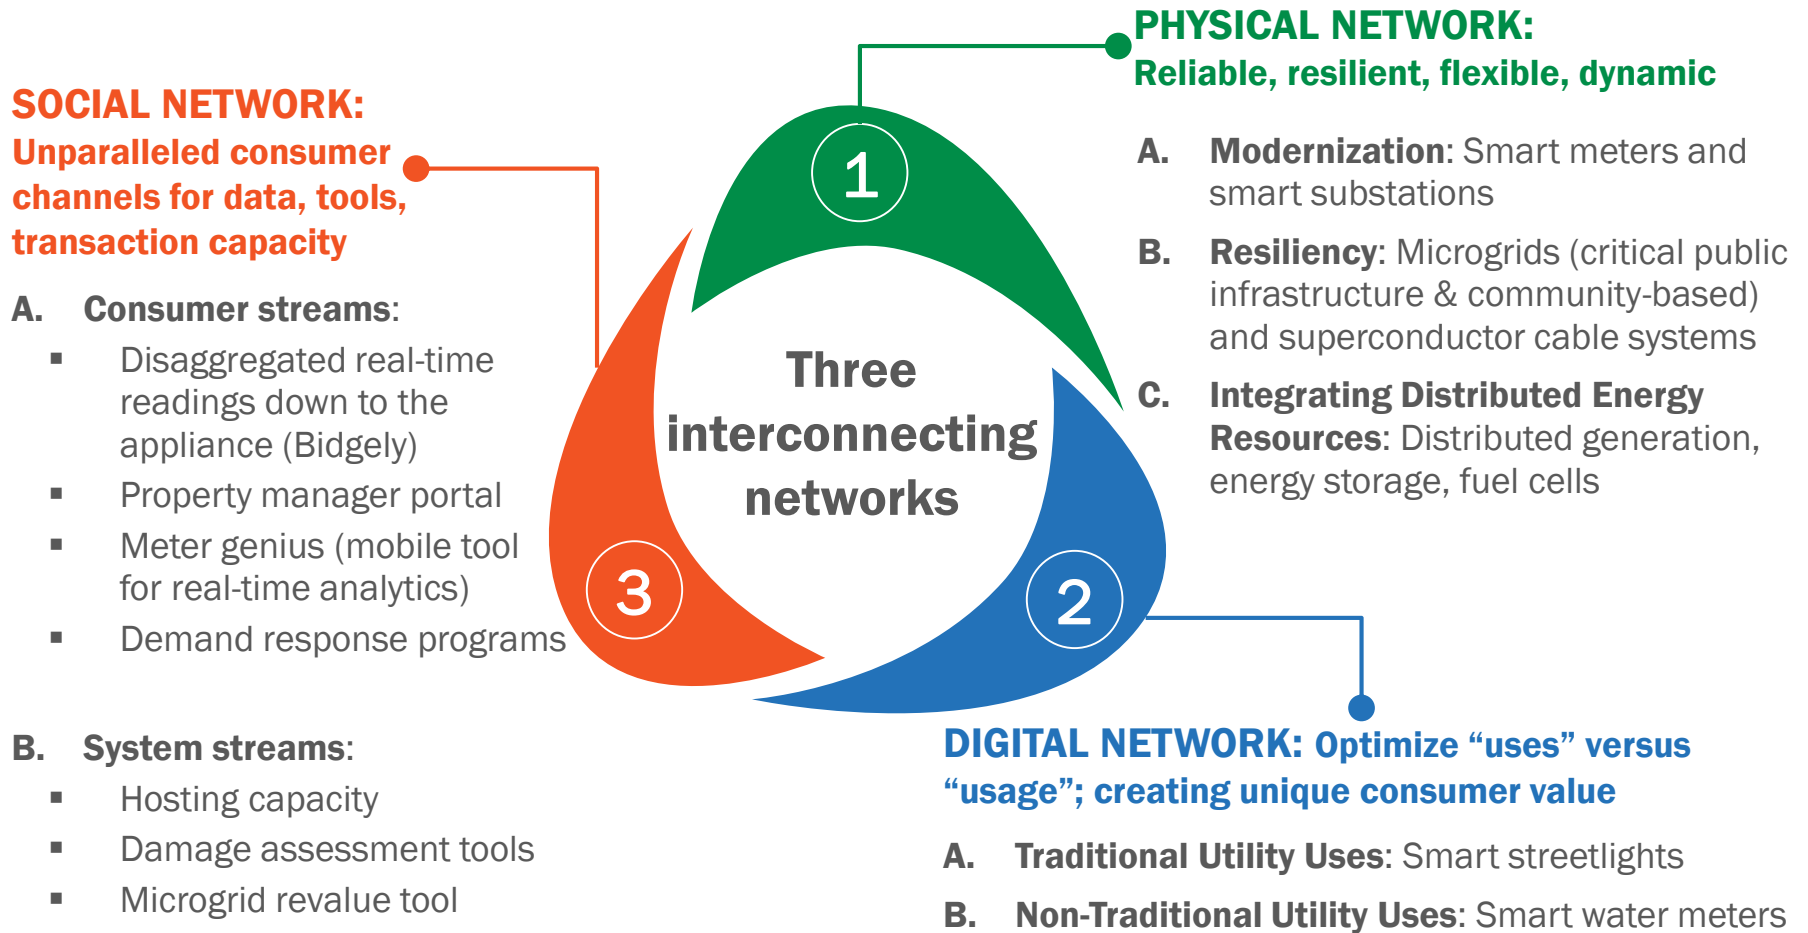 PHYSICAL NETWORK:
Reliable, resilient, flexible, dynamic
A. Modernization: Smart meters and
smart substations
B. Resiliency: Microgrids (critical public
infrastructure & community-based)
and superconductor cable systems
C. Integrating Distributed Energy
Resources: Distributed generation,
energy storage, fuel cells
SOCIAL NETWORK:
Unparalleled consumer
channels for data, tools,
transaction capacity
A. Consumer streams:
▪ Disaggregated real-time
readings down to the
appliance (Bidgely)
▪ Property manager portal
▪ Meter genius (mobile tool
for real-time analytics)
▪ Demand response programs
B. System streams:
▪ Hosting capacity
▪ Damage assessment tools
▪ Microgrid revalue tool
1
Three
interconnecting
networks
3
2
DIGITAL NETWORK: Optimize “uses” versus
“usage”; creating unique consumer value
A. Traditional Utility Uses: Smart streetlights
B. Non-Traditional Utility Uses: Smart water meters